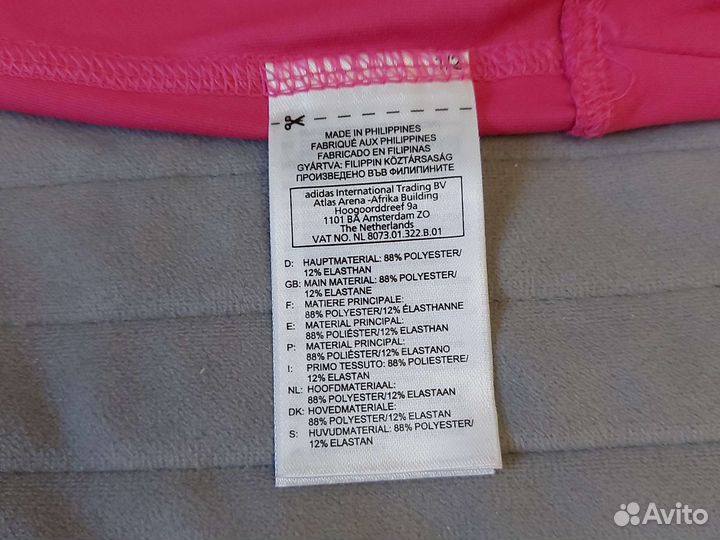 MADE IN PHILIPPINES
FABRIQUÉ AUX PHILIPPINES
FABRICADO EN FILIPINAS
GYÁRTVA: FILIPPIN KÖZTÁRSASÁG
ПРОИЗВЕДЕНО ВЪВ ФИЛИПИНИТЕ
adidas International Trading BV
Atlas Arena -Afrika Building
Hoogoorddreef 9a
1101 BA Amsterdam ZO
The Netherlands
VAT NO. NL 8073.01.322.B.01
D: HAUPTMATERIAL: 88% POLYESTER/
12% ELASTHAN
GB: MAIN MATERIAL: 88% POLYESTER/
12% ELASTANE
F: MATIERE PRINCIPALE:
88% POLYESTER/12% ÉLASTHANNE
E: MATERIAL PRINCIPAL:
88% POLIÉSTER/12% ELASTHAN
P: MATERIAL PRINCIPAL:
88% POLIÉSTER/12% ELASTANO
I: PRIMO TESSUTO: 88% POLIESTERE/
12% ELASTAN
NL: HOOFDMATERIAAL:
88% POLYESTER/12% ELASTAAN
DK: HOVEDMATERIALE:
88% POLYESTER/12% ELASTAN
S: HUVUDMATERIAL: 88% POLYESTER/
12% ELASTAN
Avito